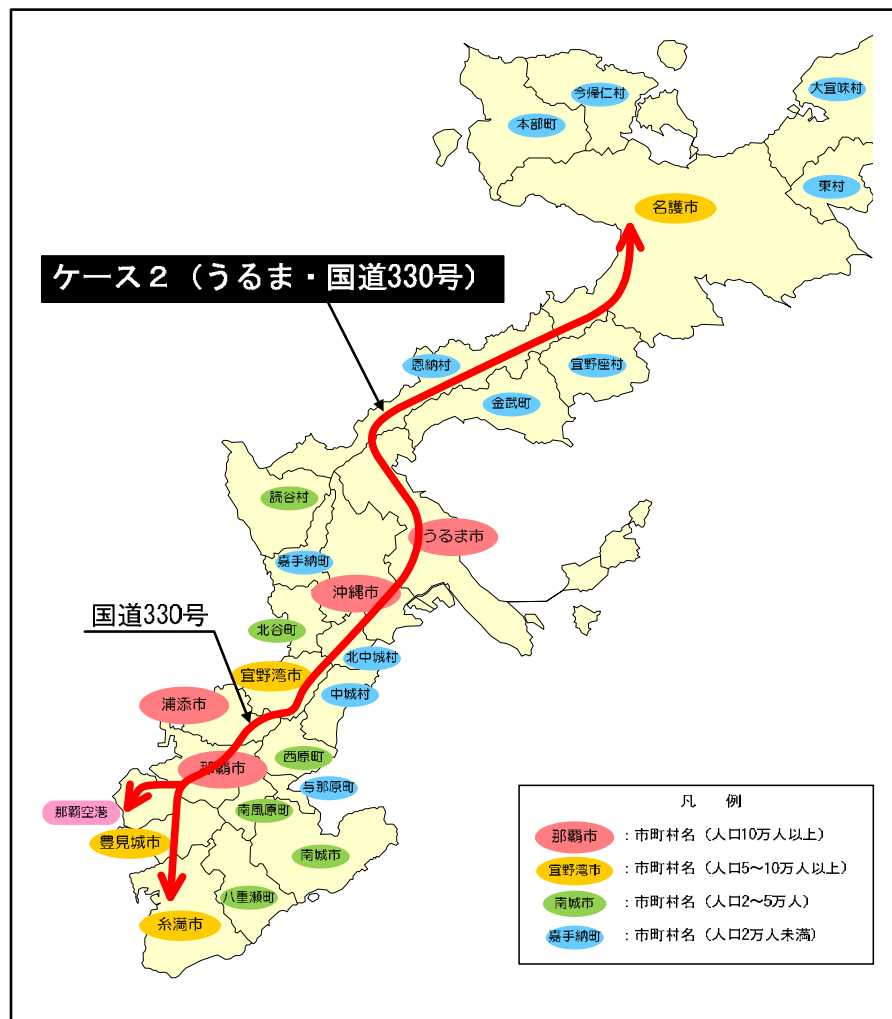 今帰仁村
大宜味村
本部町
東村
名護市
ケース2（うるま・国道330号）
恩納村
宜野座村
金武町
読谷村
うるま市
嘉手納町
沖縄市
国道330号
北谷町
北中城村
宜野湾市
中城村
浦添市
西原町
那覇市
与那原町
那覇空港
南風原町
豊見城市
南城市
八重瀬町
糸満市
凡 例
那覇市 ：市町村名（人口10万人以上）
宜野湾市 ：市町村名（人口5～10万人以上）
南城市 ：市町村名（人口2～5万人）
嘉手納町 ：市町村名（人口2万人未満）